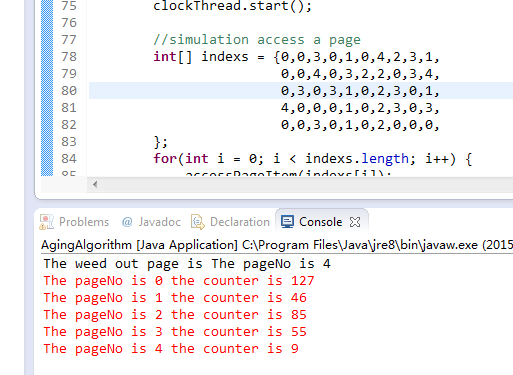 75 clockThread.start();
76
77 //simulation access a page
78 int[] indexs = {0,0,3,0,1,0,4,2,3,1,
79 0,0,4,0,3,2,2,0,3,4,
80 0,3,0,3,1,0,2,3,0,1,
81 4,0,0,0,1,0,2,3,0,3,
82 0,0,3,0,1,0,2,0,0,0,
83 };
84 for(int i = 0; i < indexs.length; i++) {
85 accessPageItem(indexs[i]);
Problems @ Javadoc Declaration Console
AgingAlgorithm [Java Application] C:\Program Files\Java\jre8\bin\javaw.exe (2015
The weed out page is The pageNo is 4
The pageNo is 0 the counter is 127
The pageNo is 1 the counter is 46
The pageNo is 2 the counter is 85
The pageNo is 3 the counter is 55
The pageNo is 4 the counter is 9